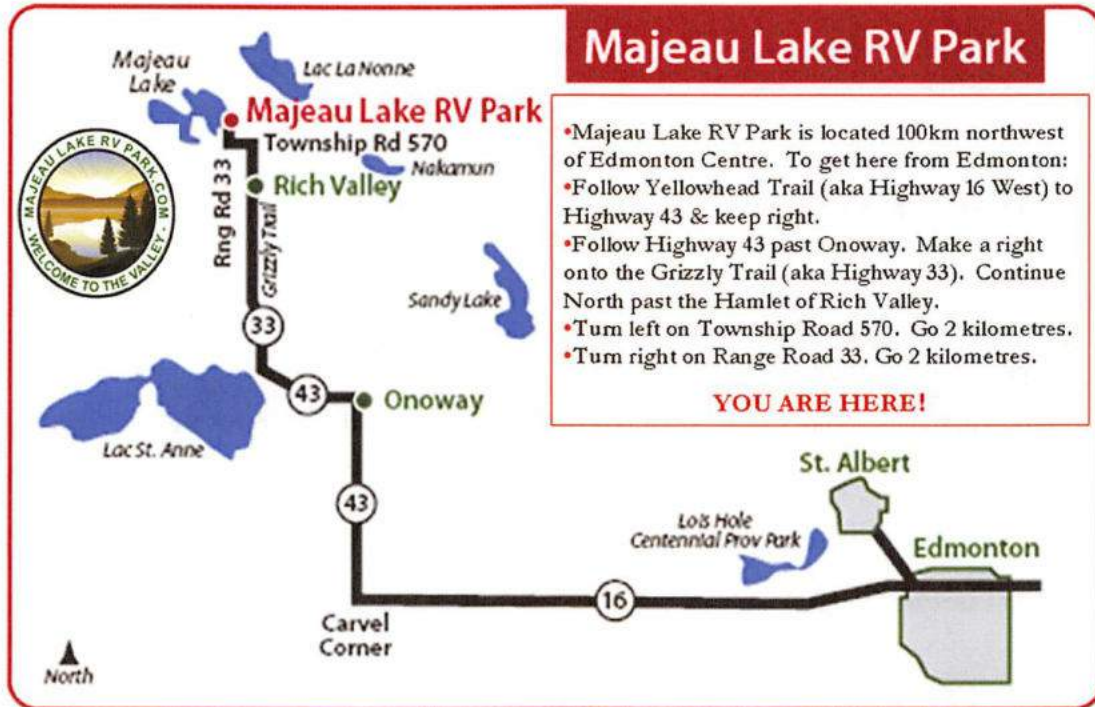 Majeau Lake RV Park
•Majeau Lake RV Park is located 100km northwest
of Edmonton Centre. To get here from Edmonton:
•Follow Yellowhead Trail (aka Highway 16 West) to
Highway 43 & keep right.
•Follow Highway 43 past Onoway. Make a right
onto the Grizzly Trail (aka Highway 33). Continue
North past the Hamlet of Rich Valley.
•Turn left on Township Road 570. Go 2 kilometres.
•Turn right on Range Road 33. Go 2 kilometres.
YOU ARE HERE!
Majeau
Lake
Lac La Nonne
Majeau Lake RV Park
Township Rd 570
Nakamun
Rich Valley
Rng Rd 33
Grizzly Trail
MAJEAU LAKE RV PARK.COM
- WELCOME TO THE VALLEY -
Sandy Lake
33
43
Onoway
Lac St. Anne
43
St. Albert
Lois Hole
Centennial Prov Park
Edmonton
16
Carvel
Corner
North